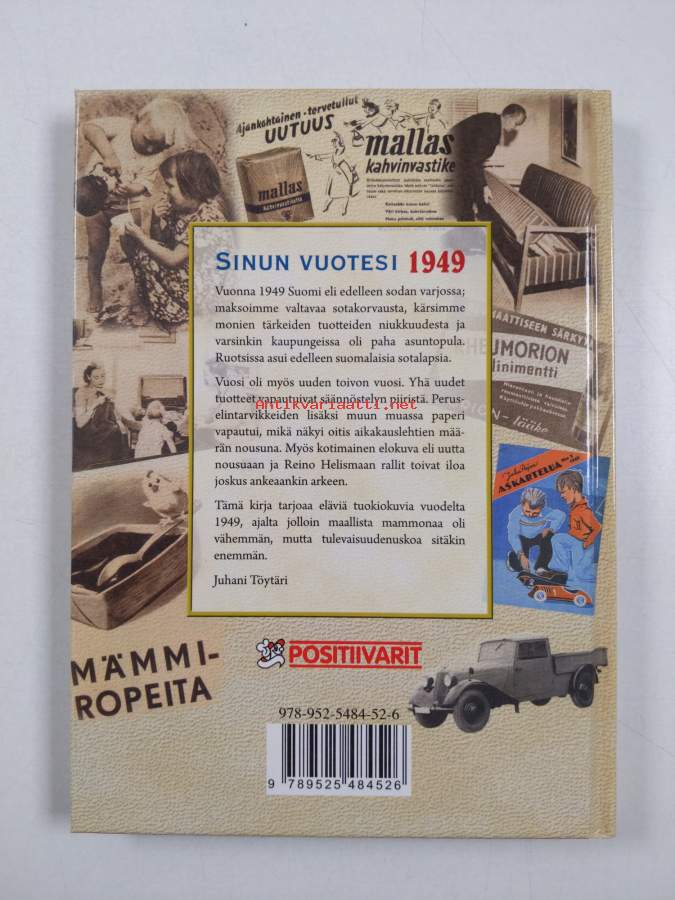 Ajankohtainen - tervetullut
UUTUUS
mallas
kahvinvastike
mallas
SINUN VUOTESI 1949
Vuonna 1949 Suomi eli edelleen sodan varjossa;
maksoimme valtavaa sotakorvausta, kärsimme
monien tärkeiden tuotteiden niukkuudesta ja
varsinkin kaupungeissa oli paha asuntopula.
Ruotsissa asui edelleen suomalaisia sotalapsia.
Vuosi oli myös uuden toivon vuosi. Yhä uudet
tuotteet vapautuivat säännöstelyn piiristä. Perus-
elintarvikkeiden lisäksi muun muassa paperi
vapautui, mikä näkyi oitis aikakauslehtien mää-
rän nousuna. Myös kotimainen elokuva eli uutta
nousuaan ja Reino Helismaan rallit toivat iloa
joskus ankeaankin arkeen.
Tämä kirja tarjoaa eläviä tuokiokuvia vuodelta
1949, ajalta jolloin maallista mammonaa oli
vähemmän, mutta tulevaisuudenuskoa sitäkin
enemmän.
Juhani Töytäri
Antikvariaatti.net
MAATTISEEN SÄRKY
HEUMORION
linimentti
IEN-lääke
ASKARTELUA
MÄMMI-
ROPEITA
POSITIIVARIT
978-952-5484-52-6
9 789525 484526